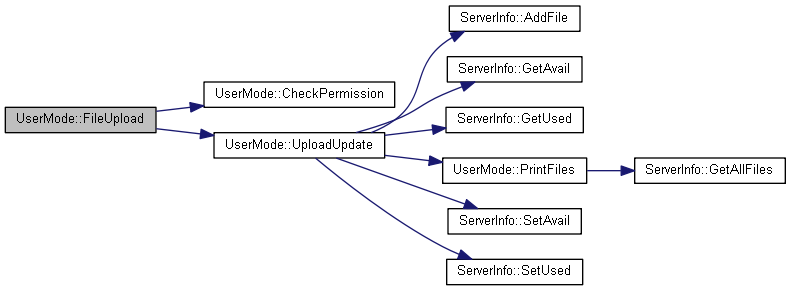 UserMode::FileUpload
UserMode::CheckPermission
UserMode::UploadUpdate
ServerInfo::AddFile
ServerInfo::GetAvail
ServerInfo::GetUsed
UserMode::PrintFiles
ServerInfo::GetAllFiles
ServerInfo::SetAvail
ServerInfo::SetUsed